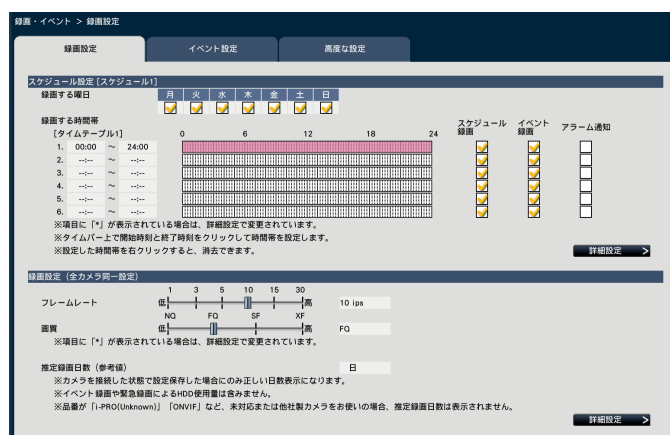 録画・イベント > 録画設定
録画設定 イベント設定 高度な設定
スケジュール設定 [スケジュール1]
録画する曜日 月 火 水 木 金 土 日
録画する時間帯
[タイムテーブル1] 0 6 12 18 24 スケジュール録画 イベント録画 アラーム通知
1. 00:00 ～ 24:00
2. --:-- ～ --:--
3. --:-- ～ --:--
4. --:-- ～ --:--
5. --:-- ～ --:--
6. --:-- ～ --:--
※項目に「*」が表示されている場合は、詳細設定で変更されています。
※タイムバー上で開始時刻と終了時刻をクリックして時間帯を設定します。
※設定した時間帯を右クリックすると、消去できます。
詳細設定 >
録画設定（全カメラ同一設定）
1 3 5 10 15 30
フレームレート 低 高 10 ips
NQ FQ SF XF
画質 低 高 FQ
※項目に「*」が表示されている場合は、詳細設定で変更されています。
推定録画日数（参考値） 日
※カメラを接続した状態で設定保存した場合にのみ正しい日数表示になります。
※イベント録画や緊急録画によるHDD使用量は含みません。
※品番が「i-PRO(Unknown)」「ONVIF」など、未対応または他社製カメラをお使いの場合、推定録画日数は表示されません。
詳細設定 >